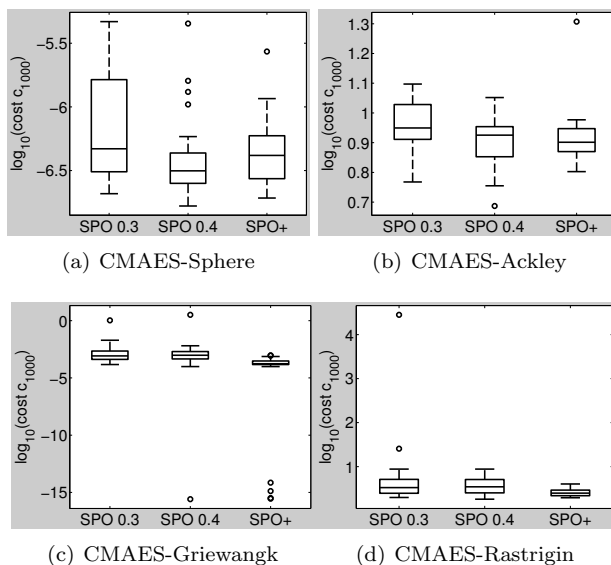 log10(cost c1000)
−5.5
−6
−6.5
SPO 0.3 SPO 0.4 SPO+
(a) CMAES-Sphere
log10(cost c1000)
1.3
1.2
1.1
1
0.9
0.8
0.7
SPO 0.3 SPO 0.4 SPO+
(b) CMAES-Ackley
log10(cost c1000)
0
−5
−10
−15
SPO 0.3 SPO 0.4 SPO+
(c) CMAES-Griewangk
log10(cost c1000)
4
3
2
1
SPO 0.3 SPO 0.4 SPO+
(d) CMAES-Rastrigin